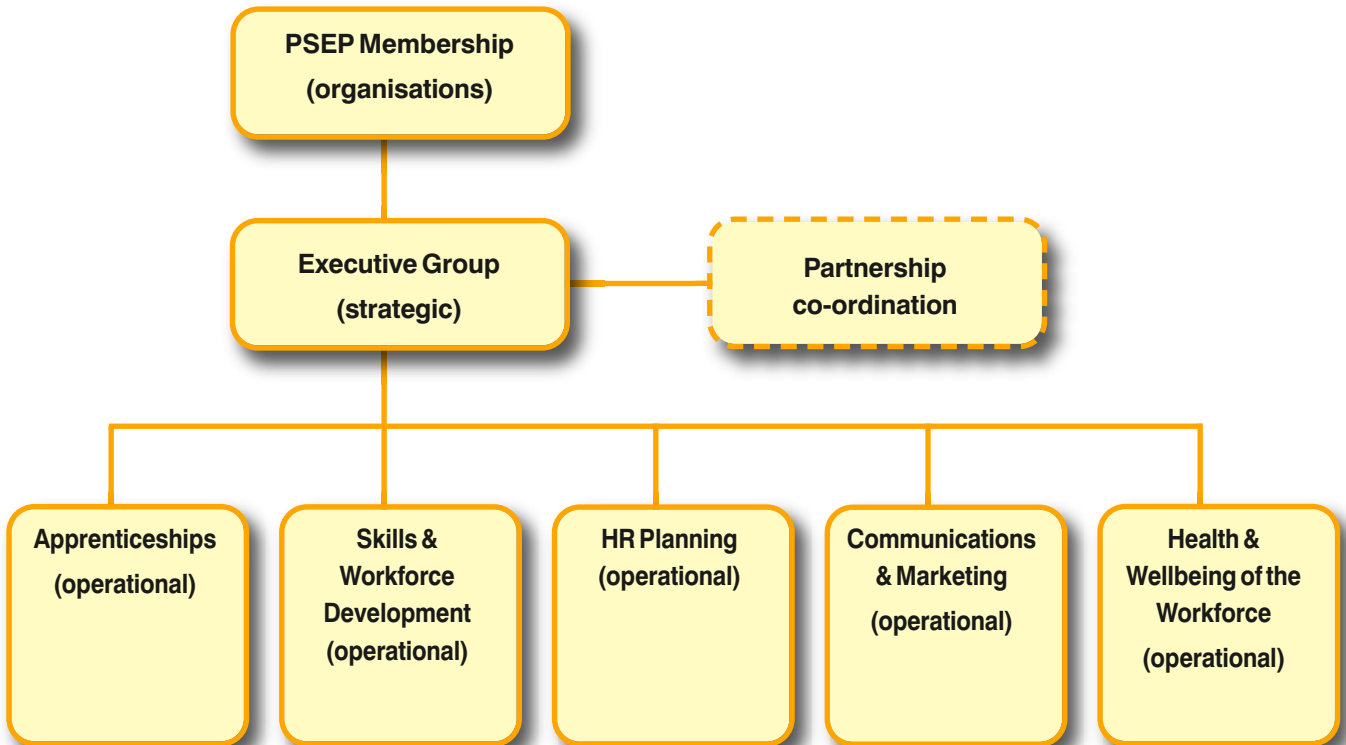 PSEP Membership
(organisations)
Executive Group
(strategic)
Partnership
co-ordination
Apprenticeships
(operational)
Skills &
Workforce
Development
(operational)
HR Planning
(operational)
Communications
& Marketing
(operational)
Health &
Wellbeing of the
Workforce
(operational)